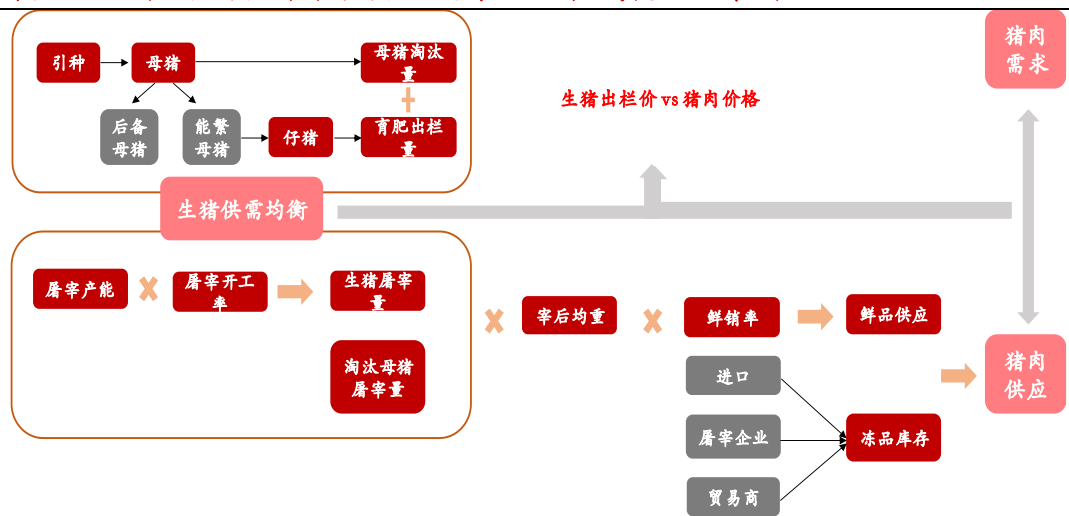 引种
母猪
母猪淘汰
量
后备
母猪
能繁
母猪
仔猪
育肥出栏
量
生猪出栏价 vs 猪肉价格
猪肉
需求
生猪供需均衡
屠宰产能
屠宰开工
率
生猪屠宰
量
淘汰母猪
屠宰量
宰后均重
鲜销率
鲜品供应
进口
屠宰企业
贸易商
冻品库存
猪肉
供应